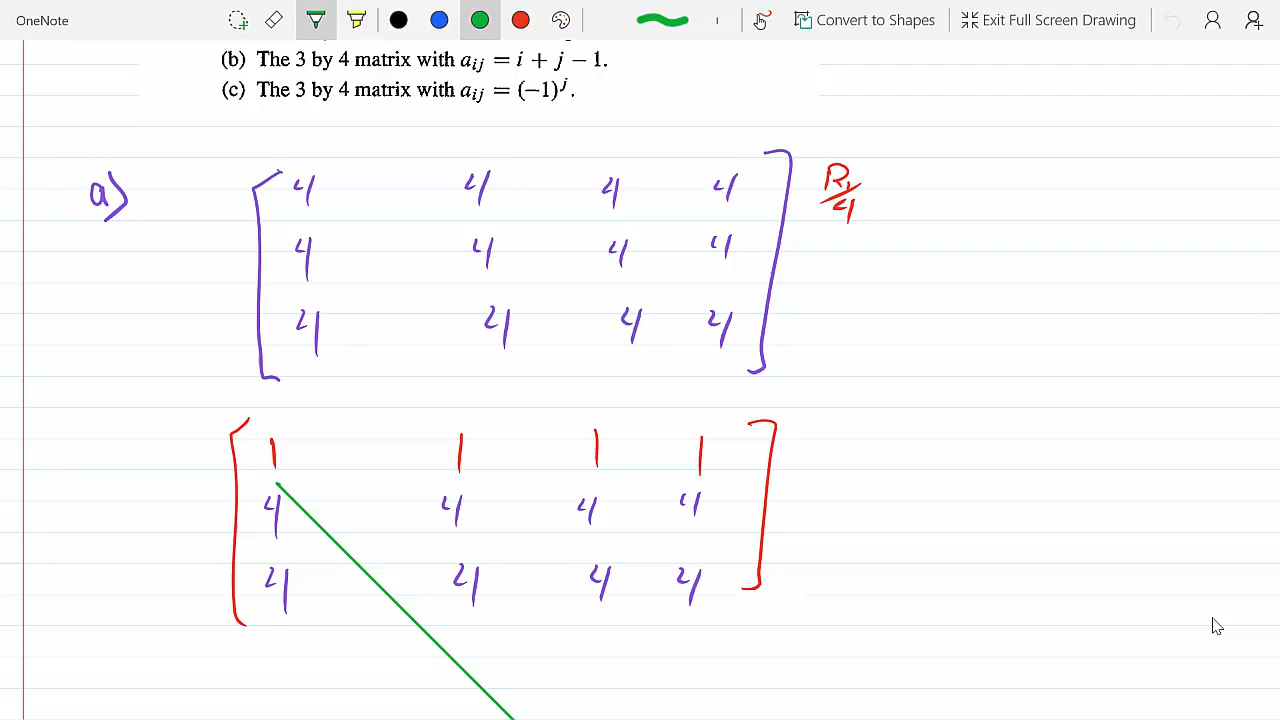 OneNote
Convert to Shapes
Exit Full Screen Drawing
(b) The 3 by 4 matrix with aij = i + j − 1.
(c) The 3 by 4 matrix with aij = (−1)^j.
a)
4 4 4 4
R1/4
4 4 4 4
4 4 4 4
1 1 1 1
4 4 4 4
4 4 4 4